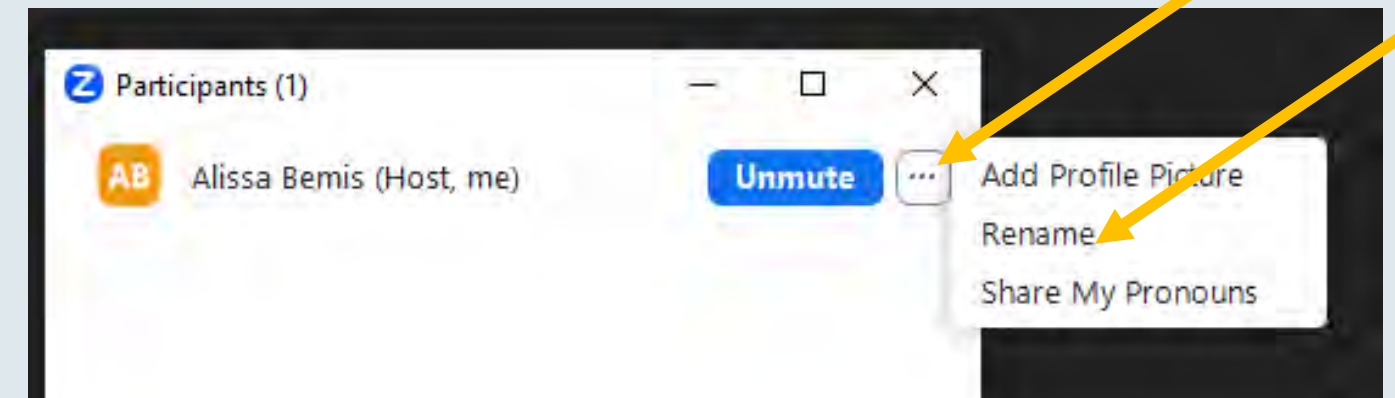 Participants (1)
AB Alissa Bemis (Host, me) Unmute ...
Add Profile Picture
Rename
Share My Pronouns